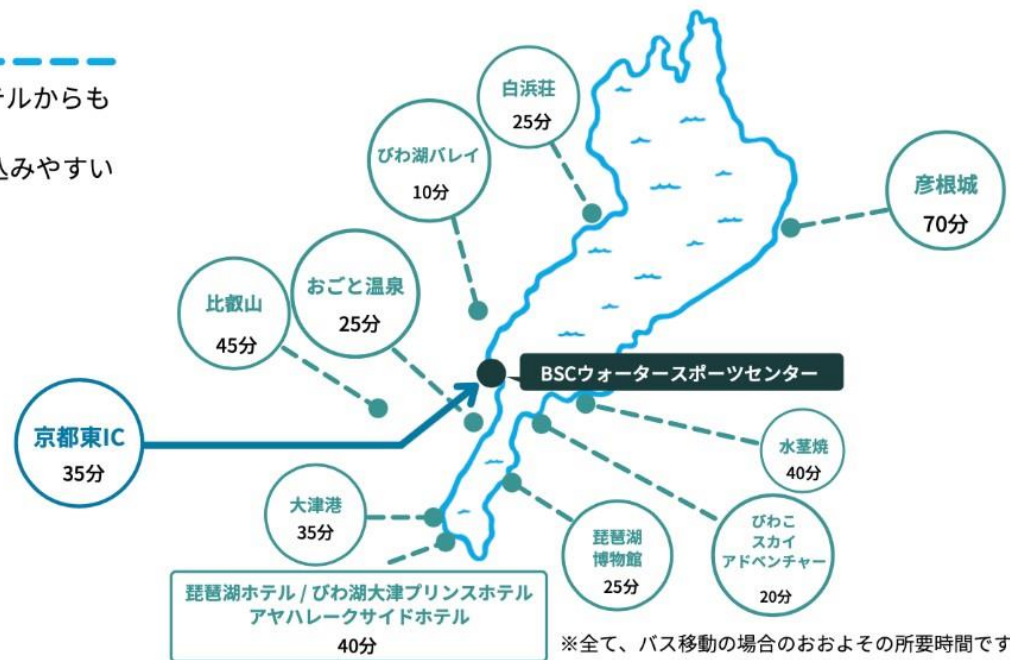 テルからも
込みやすい
白浜荘
25分
びわ湖バレイ
10分
彦根城
70分
おごと温泉
25分
比叡山
45分
BSCウォータースポーツセンター
京都東IC
35分
水茎焼
40分
大津港
35分
琵琶湖
博物館
25分
びわこ
スカイ
アドベンチャー
20分
琵琶湖ホテル / びわ湖大津プリンスホテル
アヤハレークサイドホテル
40分
※全て、バス移動の場合のおおよその所要時間です